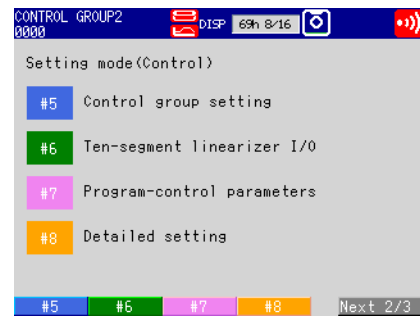 CONTROL GROUP2
0000
DISP 69h 8/16
Setting mode(Control)
#5 Control group setting
#6 Ten-segment linearizer I/O
#7 Program-control parameters
#8 Detailed setting
#5 #6 #7 #8 Next 2/3